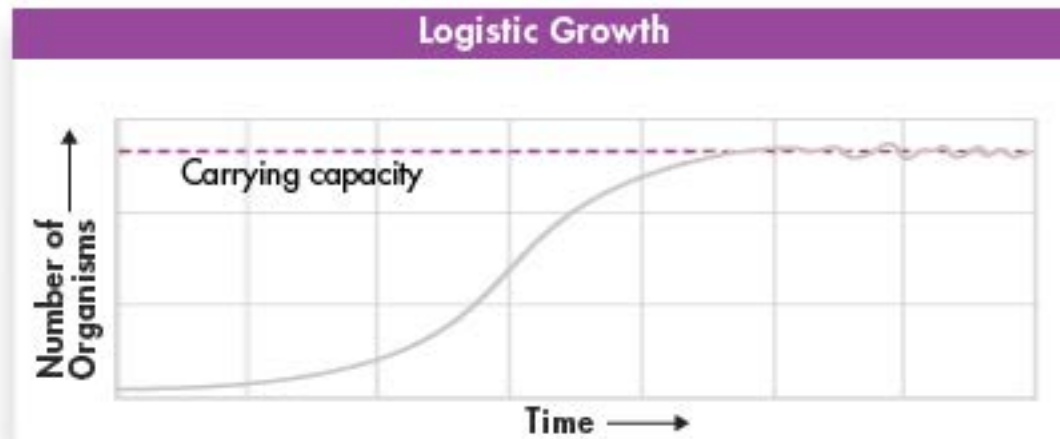 Logistic Growth
Carrying capacity
Number of
Organisms
Time